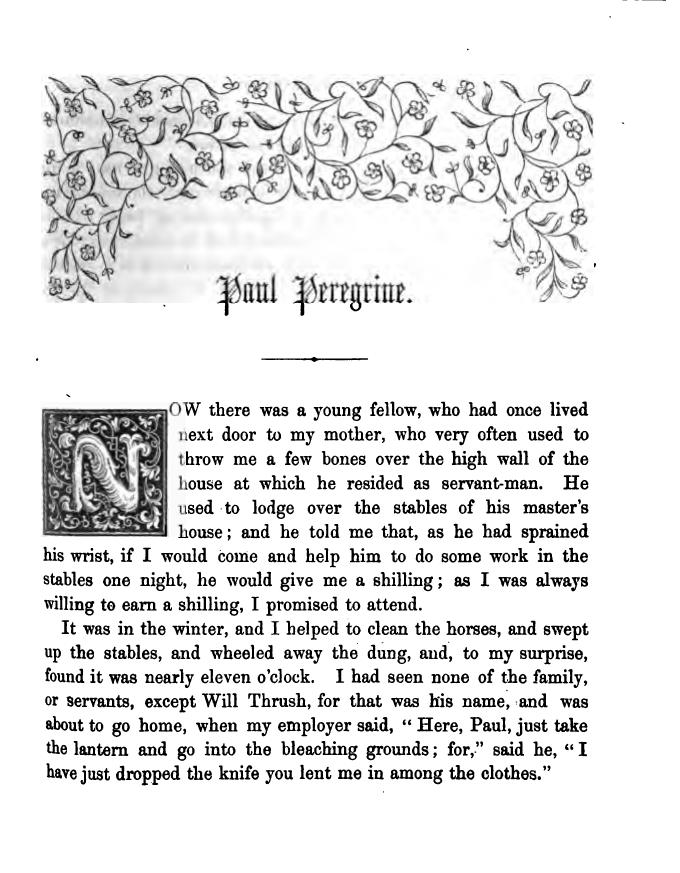 Paul Peregrine.
NOW there was a young fellow, who had once lived
next door to my mother, who very often used to
throw me a few bones over the high wall of the
house at which he resided as servant-man. He
used to lodge over the stables of his master's
house; and he told me that, as he had sprained
his wrist, if I would come and help him to do some work in the
stables one night, he would give me a shilling; as I was always
willing to earn a shilling, I promised to attend.
It was in the winter, and I helped to clean the horses, and swept
up the stables, and wheeled away the dung, and, to my surprise,
found it was nearly eleven o'clock. I had seen none of the family,
or servants, except Will Thrush, for that was his name, and was
about to go home, when my employer said, "Here, Paul, just take
the lantern and go into the bleaching grounds; for," said he, "I
have just dropped the knife you lent me in among the clothes."